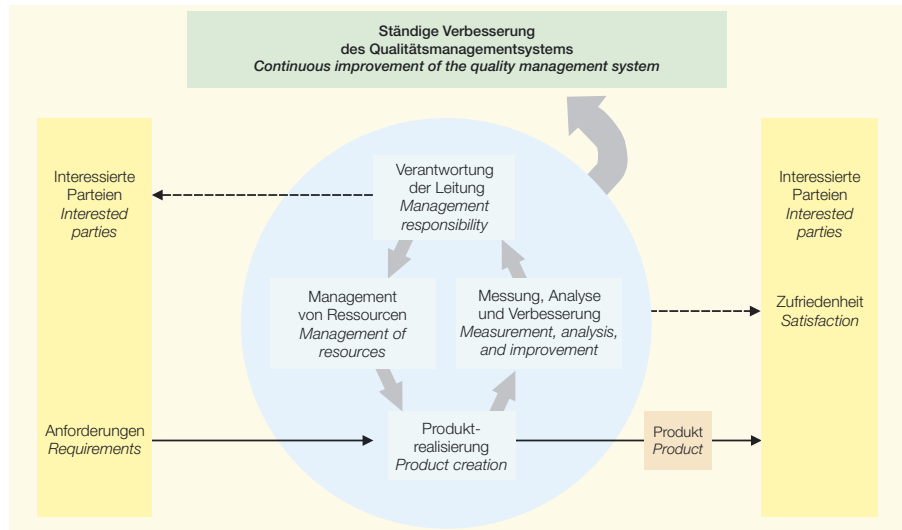 Ständige Verbesserung
des Qualitätsmanagementsystems
Continuous improvement of the quality management system
Interessierte
Parteien
Interested
parties
Verantwortung
der Leitung
Management
responsibility
Interessierte
Parteien
Interested
parties
Management
von Ressourcen
Management of
resources
Messung, Analyse
und Verbesserung
Measurement, analysis,
and improvement
Zufriedenheit
Satisfaction
Anforderungen
Requirements
Produkt-
realisierung
Product creation
Produkt
Product